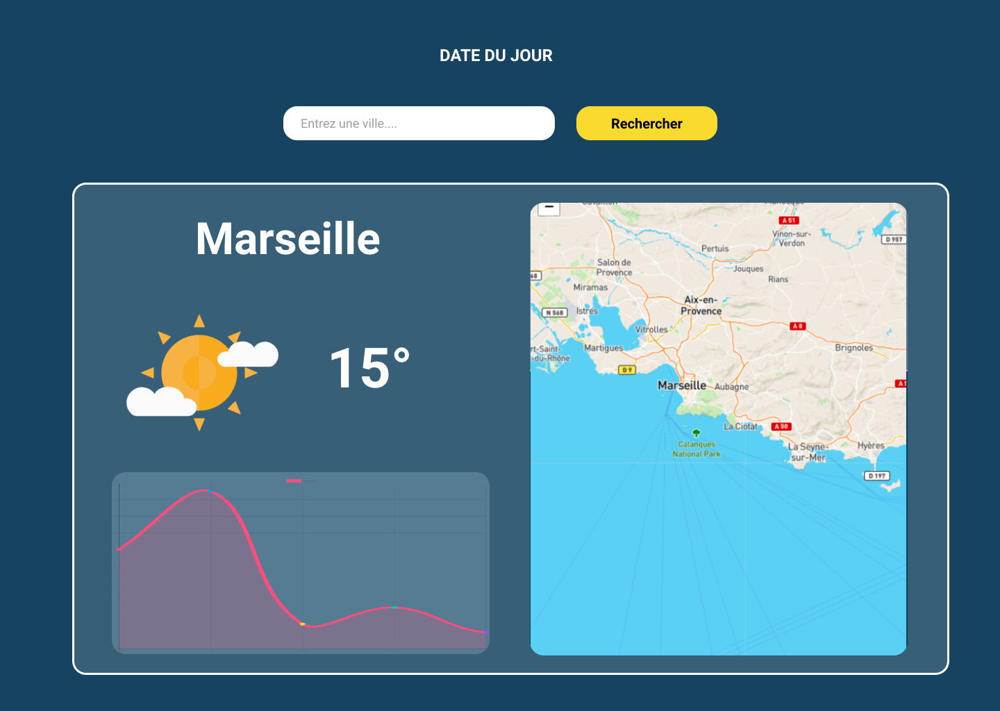 DATE DU JOUR
Entrez une ville....
Rechercher
Marseille
15°
A 51
Vinon-sur-
Verdon
D 957
Pertuis
Salon de
Provence
Jouques
68
Rians
Miramas
Aix-en-
Provence
N 568
Istres
A 8
Vitrolles
rt-Saint-
-du-Rhône
Martigues
Brignoles
D 9
Marseille
Aubagne
La Ciotat
A 50
Calanques
National Park
La Seyne-
sur-Mer
Hyères
D 197